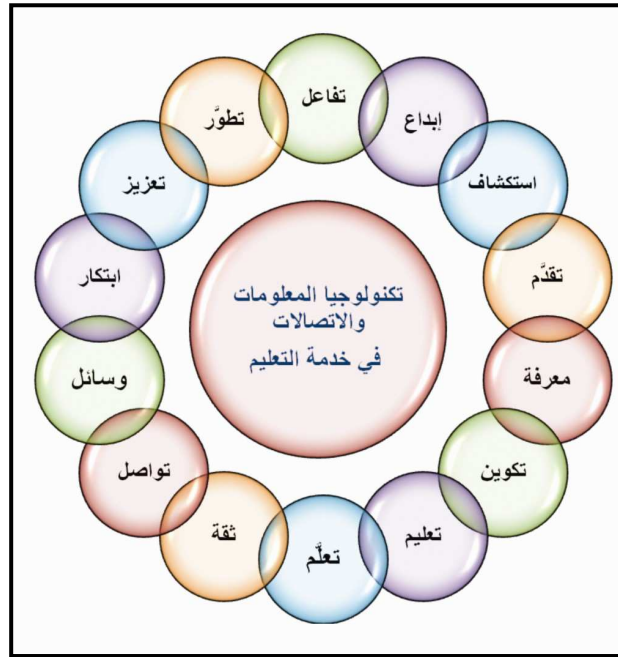 تفاعل
إبداع
استكشاف
تقدَّم
معرفة
تكوين
تعليم
تعلَّم
ثقة
تواصل
وسائل
ابتكار
تعزيز
تطوَّر
تكنولوجيا المعلومات
والاتصالات
في خدمة التعليم